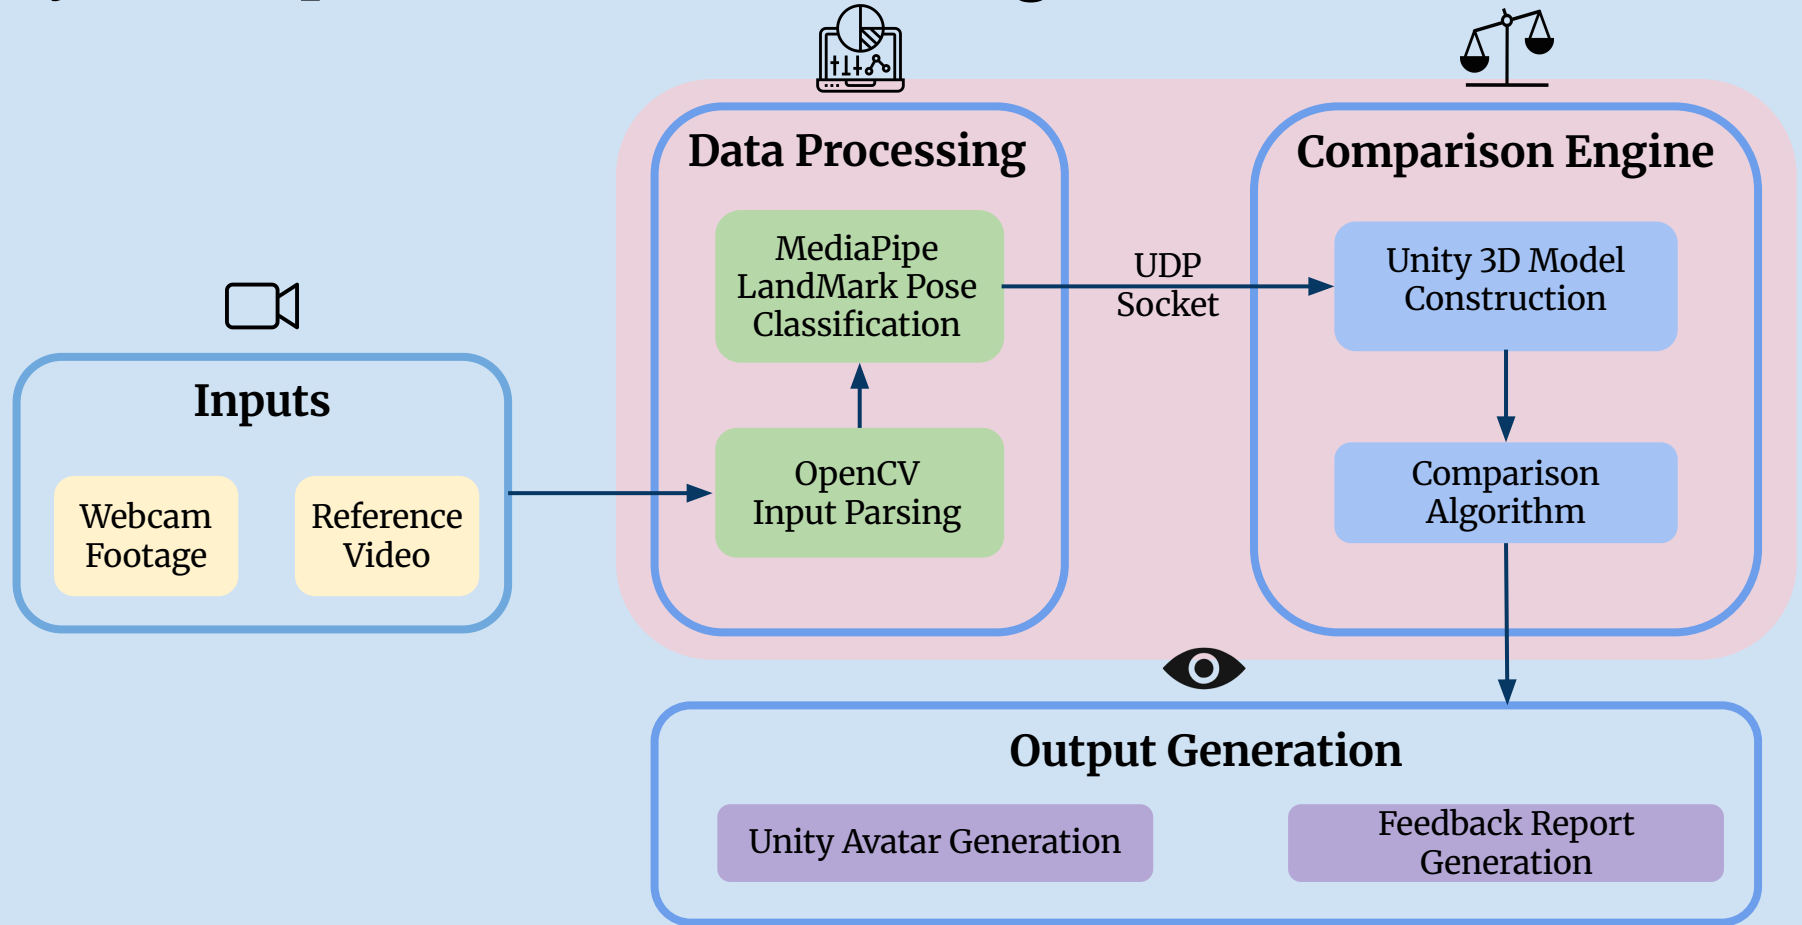 Inputs
Webcam
Footage
Reference
Video
Data Processing
MediaPipe
LandMark Pose
Classification
OpenCV
Input Parsing
UDP
Socket
Comparison Engine
Unity 3D Model
Construction
Comparison
Algorithm
Output Generation
Unity Avatar Generation
Feedback Report
Generation